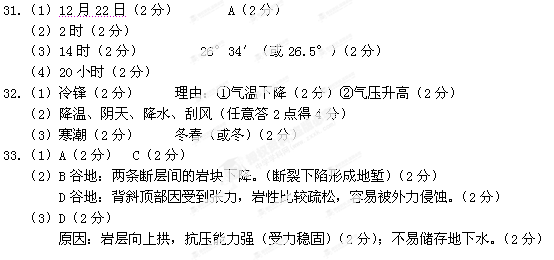 31.（1）12月22日（2分） A（2分）
（2）2时（2分）
（3）14时（2分） 26°34′（或26.5°）（2分）
（4）20小时（2分）
32.（1）冷锋（2分） 理由：①气温下降（2分）②气压升高（2分）
（2）降温、阴天、降水、刮风（任意答2点得4分）
（3）寒潮（2分） 冬春（或冬）（2分）
33.（1）A（2分） C（2分）
（2）B谷地：两条断层间的岩块下降。（断裂下陷形成地堑）（2分）
D谷地：背斜顶部因受到张力，岩性比较疏松，容易被外力侵蚀。（2分）
（3）D（2分）
原因：岩层向上拱，抗压能力强（受力稳固）（2分）；不易储存地下水。（2分）